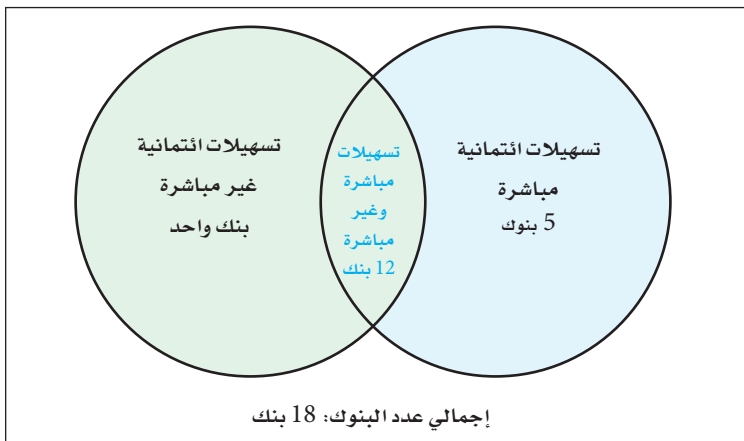 تسهيلات ائتمانية
مباشرة
5 بنوك
تسهيلات
مباشرة
وغير
مباشرة
12 بنك
تسهيلات ائتمانية
غير مباشرة
بنك واحد
إجمالي عدد البنوك: 18 بنك